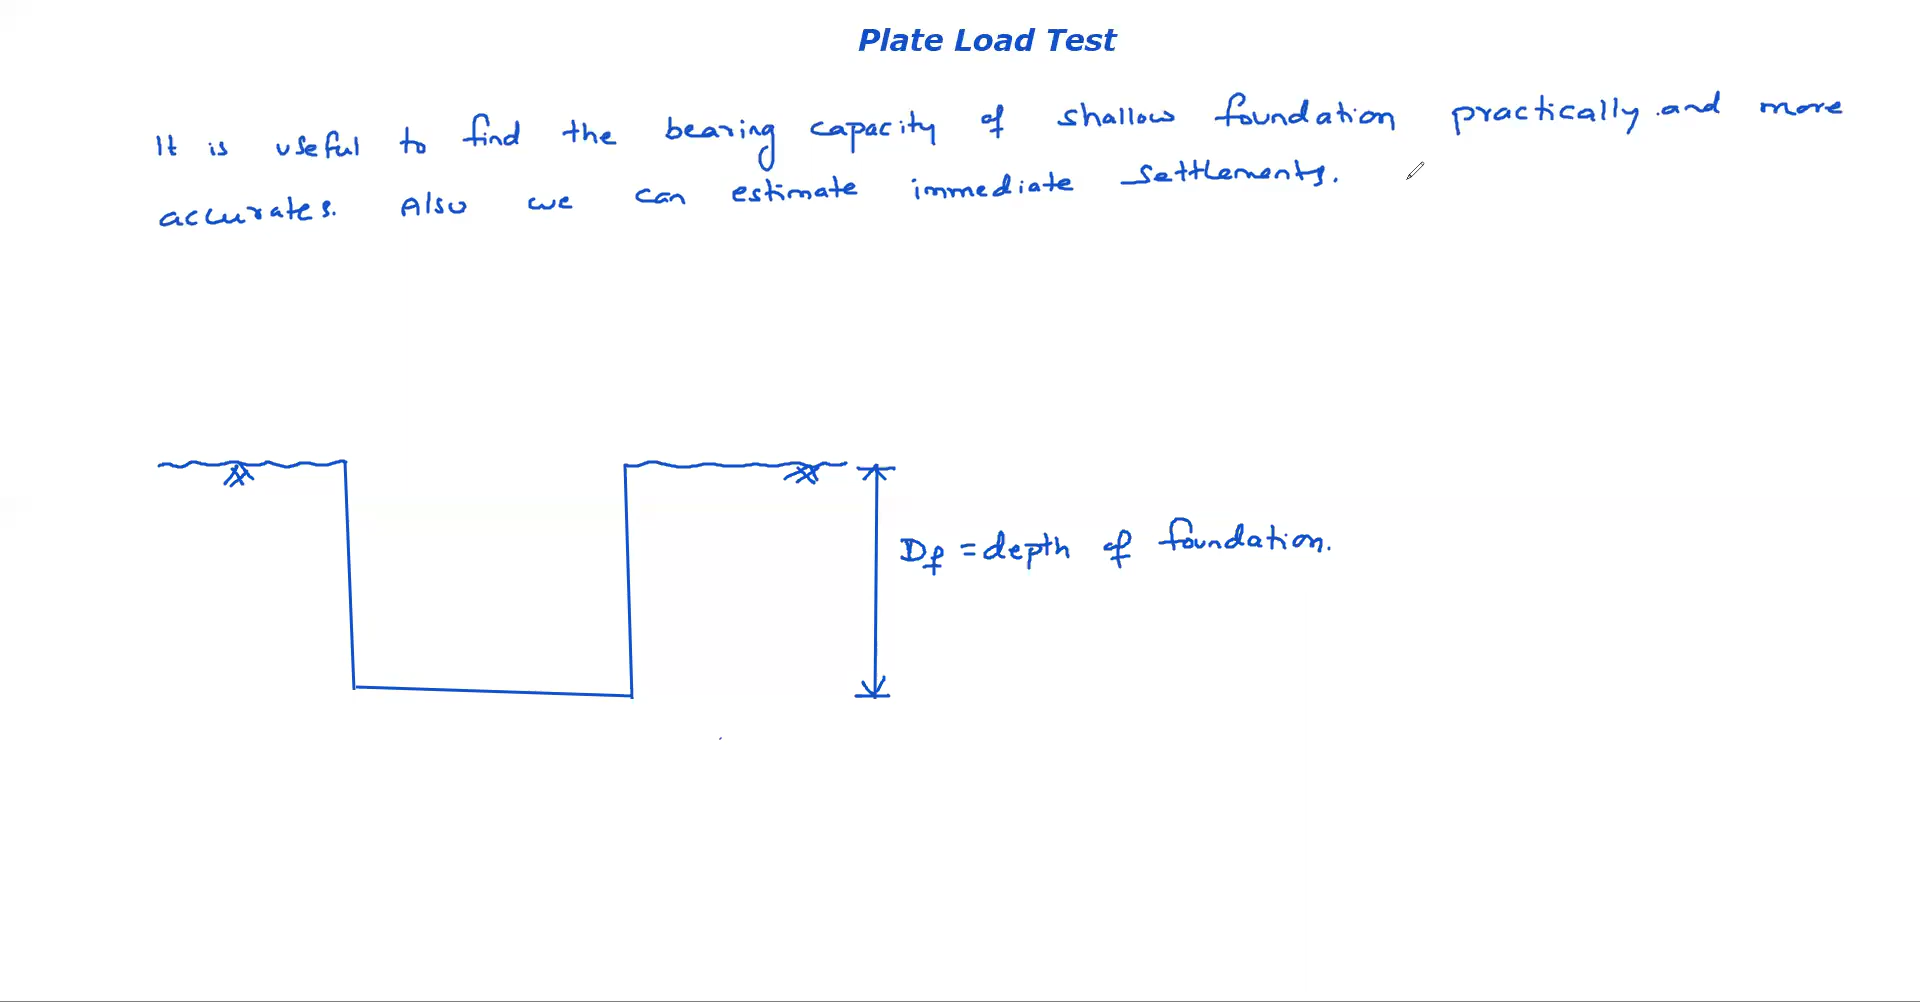 Plate Load Test
It is useful to find the bearing capacity of shallow foundation practically and more
accurates. Also we can estimate immediate settlements.
Df = depth of foundation.